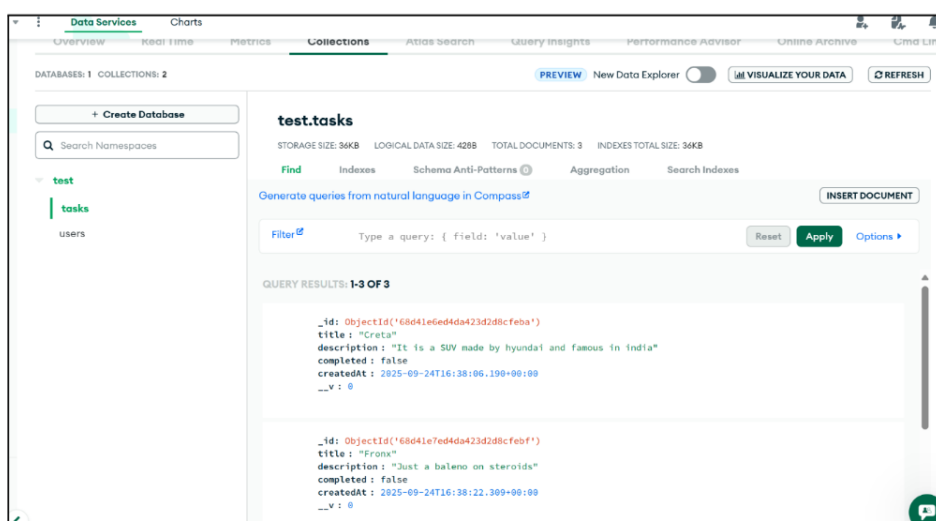 Data Services Charts
Overview Real Time Metrics Collections Atlas Search Query Insights Performance Advisor Online Archive Cmd Lin
DATABASES: 1 COLLECTIONS: 2
PREVIEW New Data Explorer VISUALIZE YOUR DATA REFRESH
+ Create Database
Search Namespaces
test
tasks
users
test.tasks
STORAGE SIZE: 36KB LOGICAL DATA SIZE: 428B TOTAL DOCUMENTS: 3 INDEXES TOTAL SIZE: 36KB
Find Indexes Schema Anti-Patterns 0 Aggregation Search Indexes
Generate queries from natural language in Compass
INSERT DOCUMENT
Filter Type a query: { field: 'value' } Reset Apply Options
QUERY RESULTS: 1-3 OF 3
_id: ObjectId('68d41e6ed4da423d2d8cfeba')
title : "Creta"
description : "It is a SUV made by hyundai and famous in india"
completed : false
createdAt : 2025-09-24T16:38:06.190+00:00
__v : 0
_id: ObjectId('68d41e7ed4da423d2d8cfebf')
title : "Fronx"
description : "Just a baleno on steroids"
completed : false
createdAt : 2025-09-24T16:38:22.309+00:00
__v : 0